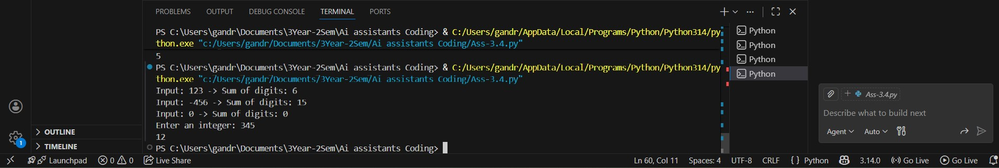 PROBLEMS OUTPUT DEBUG CONSOLE TERMINAL PORTS
PS C:\Users\gandr\Documents\3Year-2Sem\Ai assistants Coding> & C:/Users/gandr/AppData/Local/Programs/Python/Python314/py
thon.exe "c:/Users/gandr/Documents/3Year-2Sem/Ai assistants Coding/Ass-3.4.py"
5
PS C:\Users\gandr\Documents\3Year-2Sem\Ai assistants Coding> & C:/Users/gandr/AppData/Local/Programs/Python/Python314/py
thon.exe "c:/Users/gandr/Documents/3Year-2Sem/Ai assistants Coding/Ass-3.4.py"
Input: 123 -> Sum of digits: 6
Input: -456 -> Sum of digits: 15
Input: 0 -> Sum of digits: 0
Enter an integer: 345
12
PS C:\Users\gandr\Documents\3Year-2Sem\Ai assistants Coding>
Python
Python
Python
Python
Ass-3.4.py
Describe what to build next
Agent Auto
1
OUTLINE
TIMELINE
Launchpad 0 0 Live Share Ln 60, Col 11 Spaces: 4 UTF-8 CRLF { } Python 3.14.0 Go Live Go Live